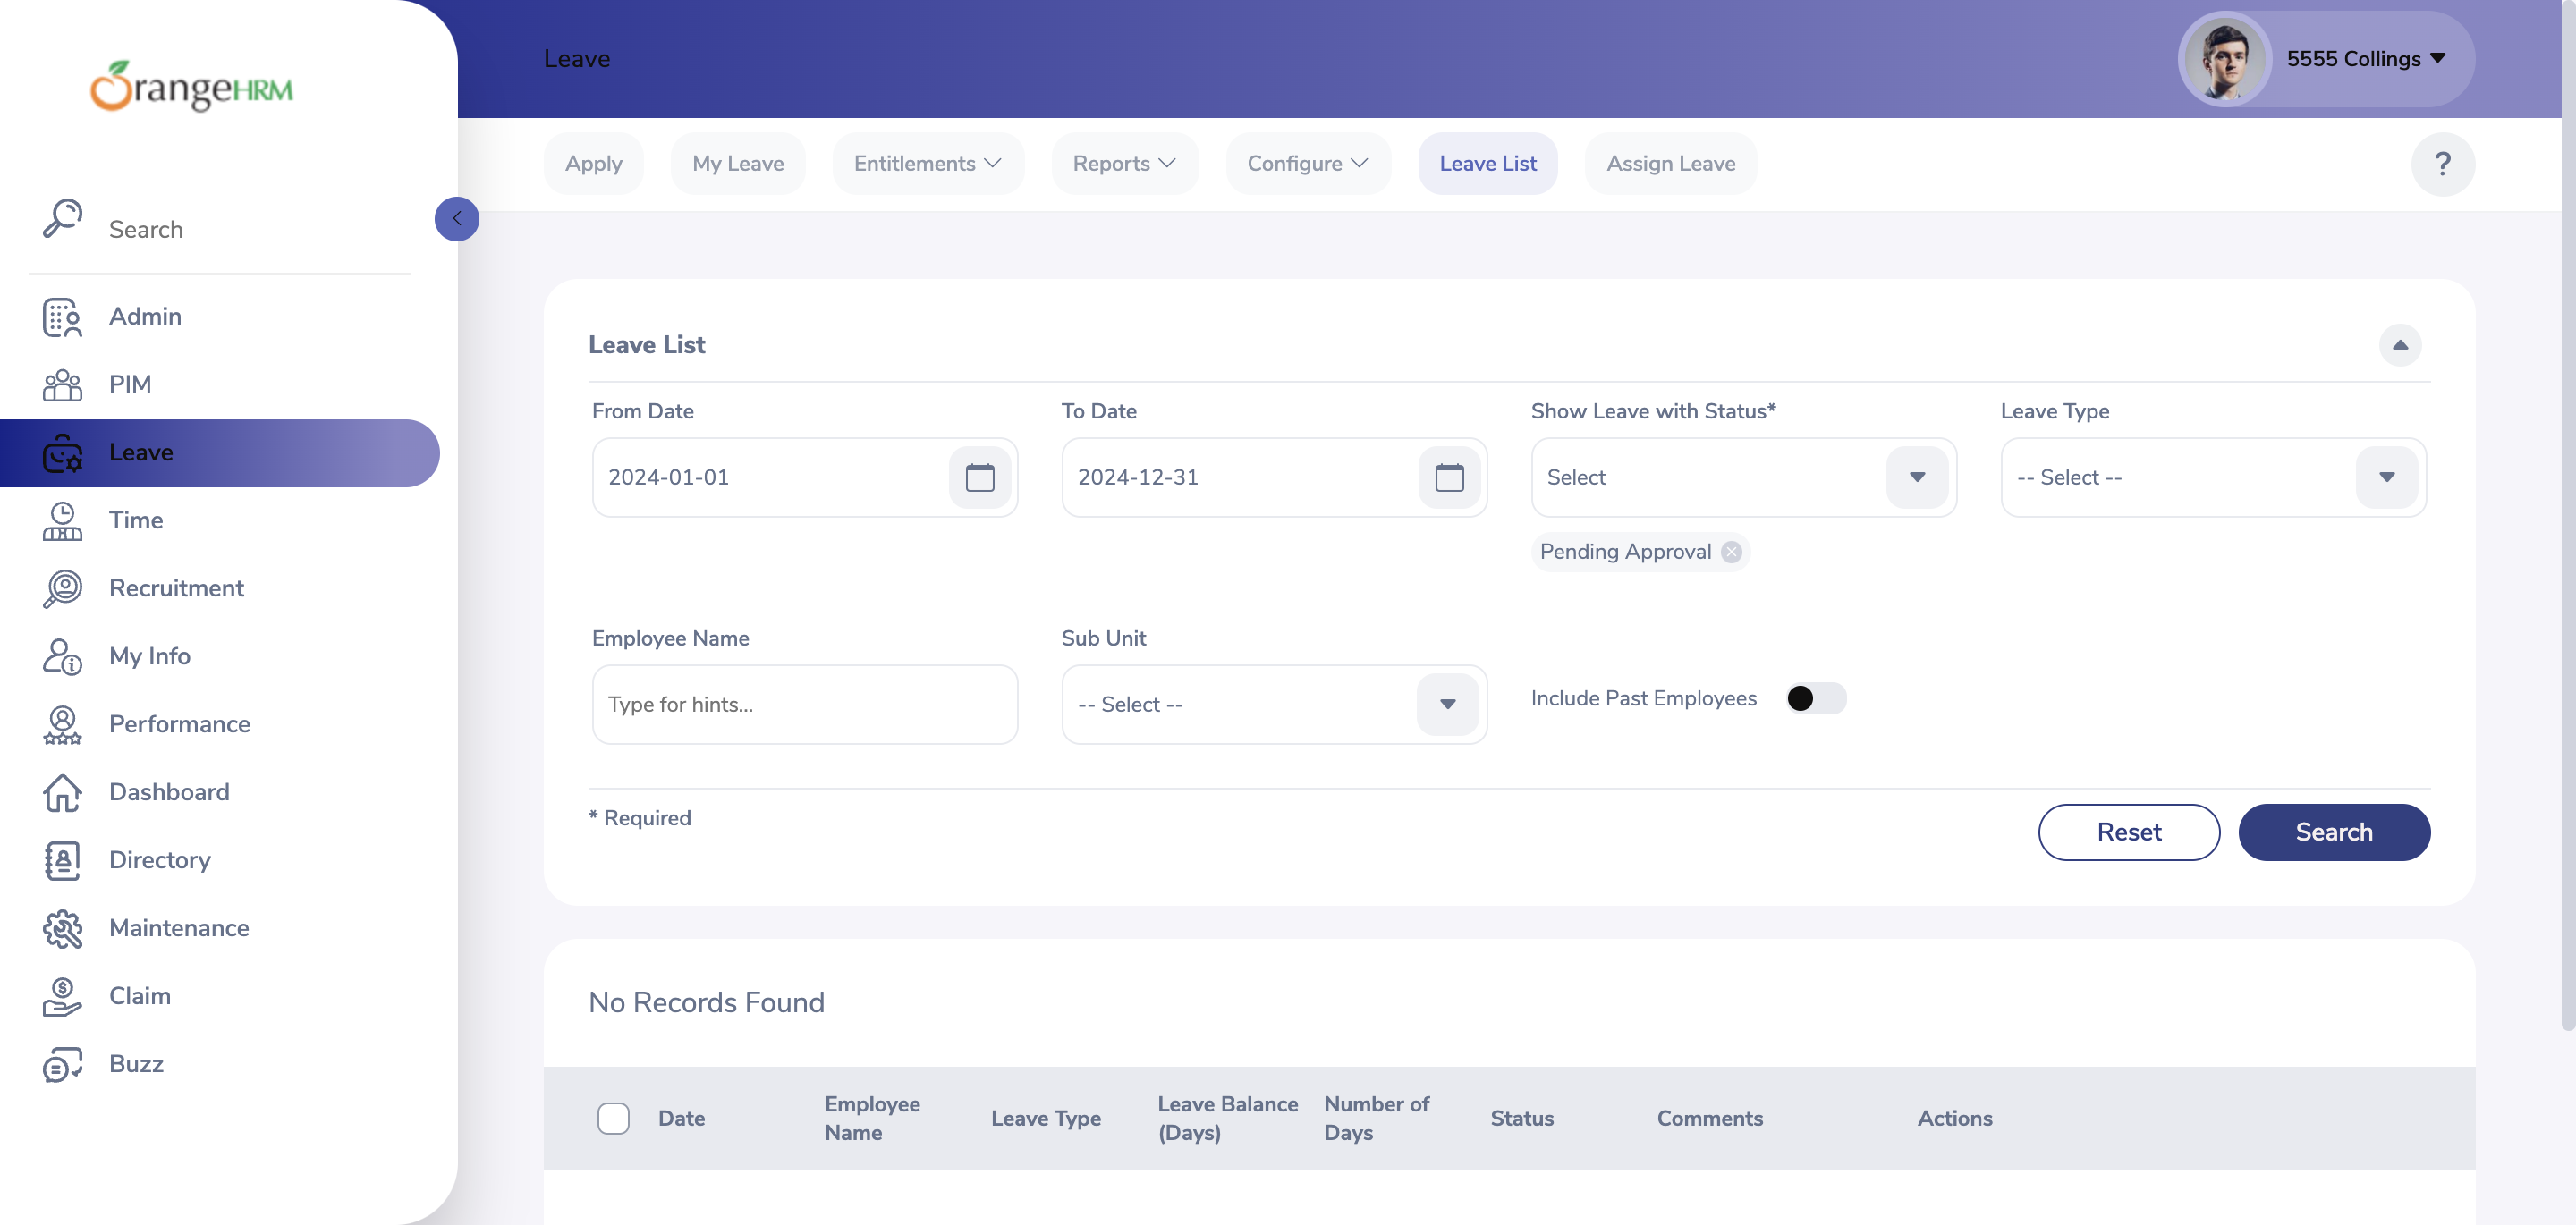 OrangeHRM
Search
Admin
PIM
Leave
Time
Recruitment
My Info
Performance
Dashboard
Directory
Maintenance
Claim
Buzz
Leave
5555 Collings
Apply
My Leave
Entitlements
Reports
Configure
Leave List
Assign Leave
?
Leave List
From Date
To Date
Show Leave with Status*
Leave Type
2024-01-01
2024-12-31
Select
-- Select --
Pending Approval
Employee Name
Sub Unit
Type for hints...
-- Select --
Include Past Employees
* Required
Reset
Search
No Records Found
Date
Employee
Name
Leave Type
Leave Balance
(Days)
Number of
Days
Status
Comments
Actions